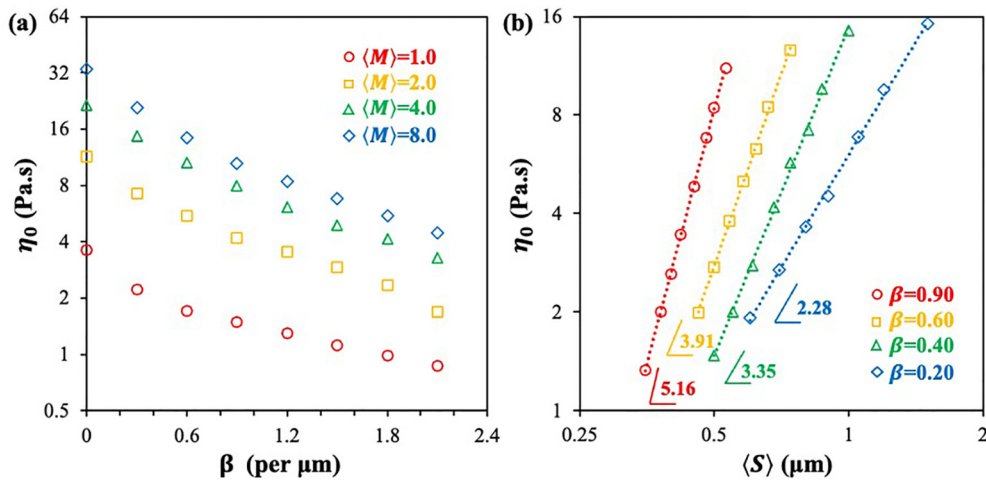 (a)
η0 (Pa.s)
64
32
16
8
4
2
1
0.5
0
0.6
1.2
1.8
2.4
β (per μm)
⟨M⟩=1.0
⟨M⟩=2.0
⟨M⟩=4.0
⟨M⟩=8.0
(b)
η0 (Pa.s)
16
8
4
2
1
0.25
0.5
1
2
⟨S⟩ (μm)
5.16
3.91
3.35
2.28
β=0.90
β=0.60
β=0.40
β=0.20